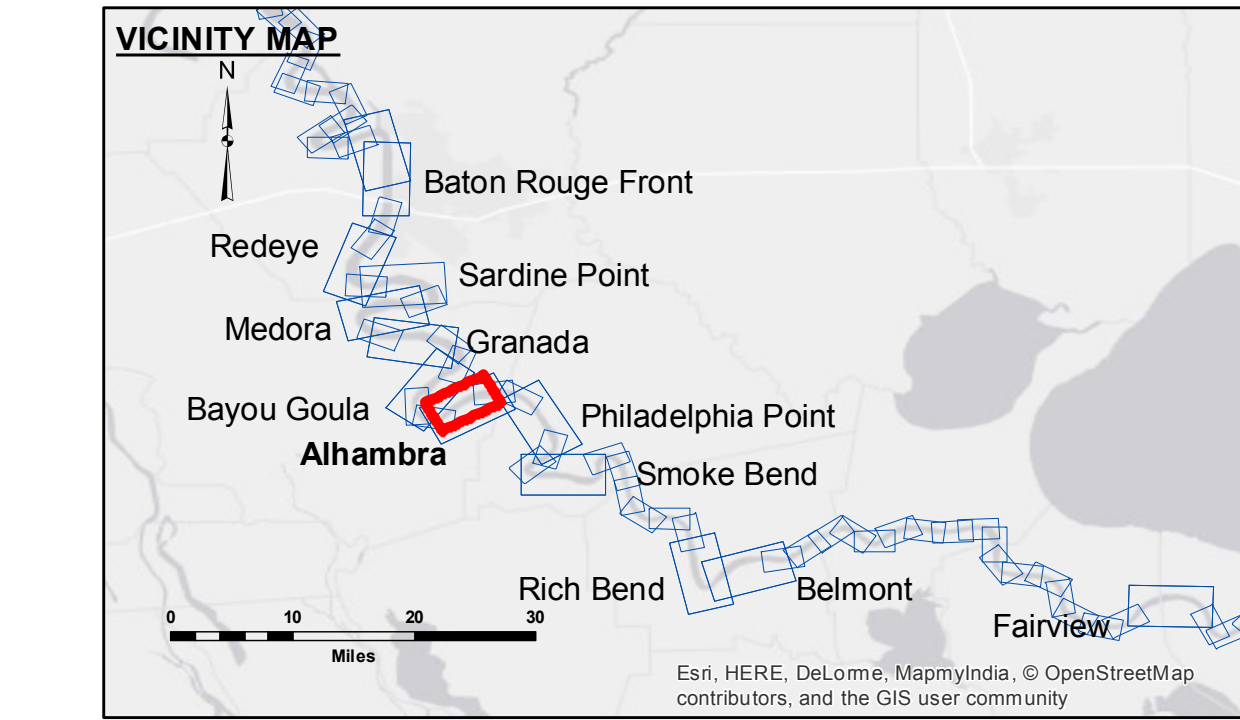 VICINITY MAP
N
Baton Rouge Front
Redeye
Sardine Point
Medora
Granada
Bayou Goula
Philadelphia Point
Alhambra
Smoke Bend
Rich Bend
Belmont
Fairview
0 10 20 30
Miles
Esri, HERE, DeLorme, MapmyIndia, © OpenStreetMap
contributors, and the GIS user community